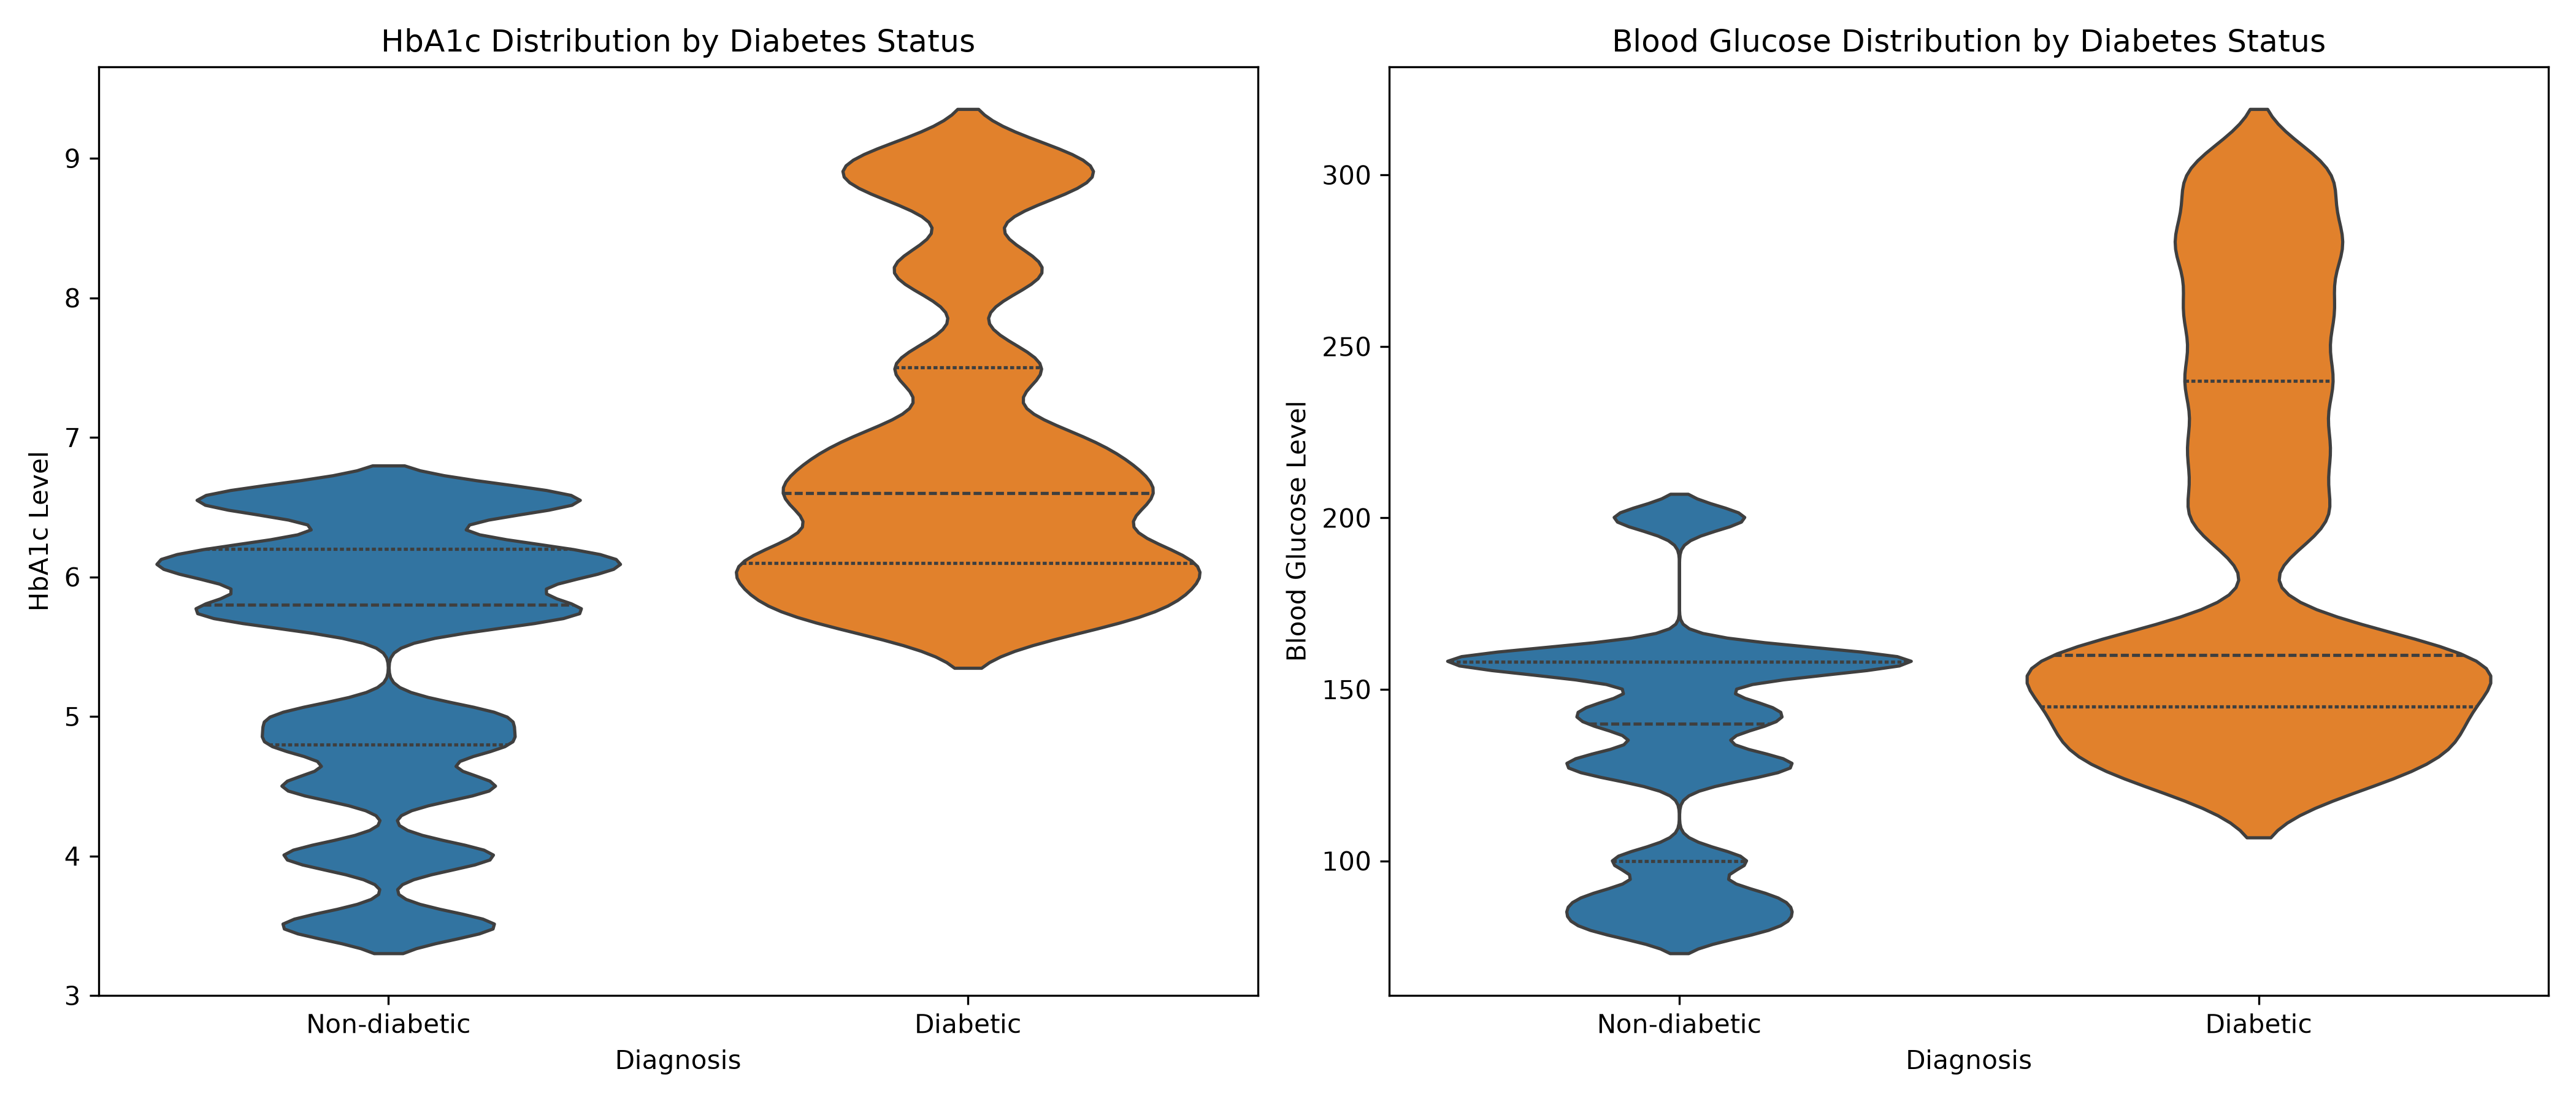 HbA1c Distribution by Diabetes Status
HbA1c Level
9
8
7
6
5
4
3
Non-diabetic
Diabetic
Diagnosis
Blood Glucose Distribution by Diabetes Status
Blood Glucose Level
300
250
200
150
100
Non-diabetic
Diabetic
Diagnosis